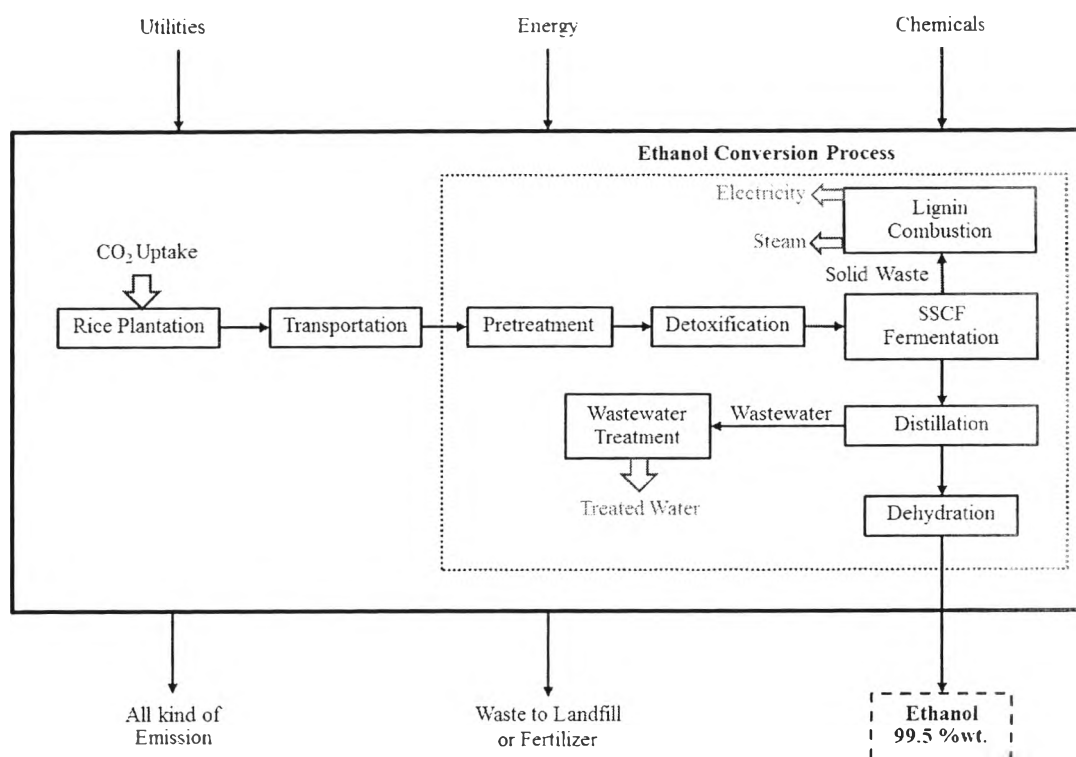 Utilities
Energy
Chemicals
Ethanol Conversion Process
Electricity
Lignin
Combustion
Steam
CO₂ Uptake
Solid Waste
Rice Plantation
Transportation
Pretreatment
Detoxification
SSCF
Fermentation
Wastewater
Treatment
Wastewater
Distillation
Treated Water
Dehydration
All kind of
Emission
Waste to Landfill
or Fertilizer
Ethanol
99.5 %wt.